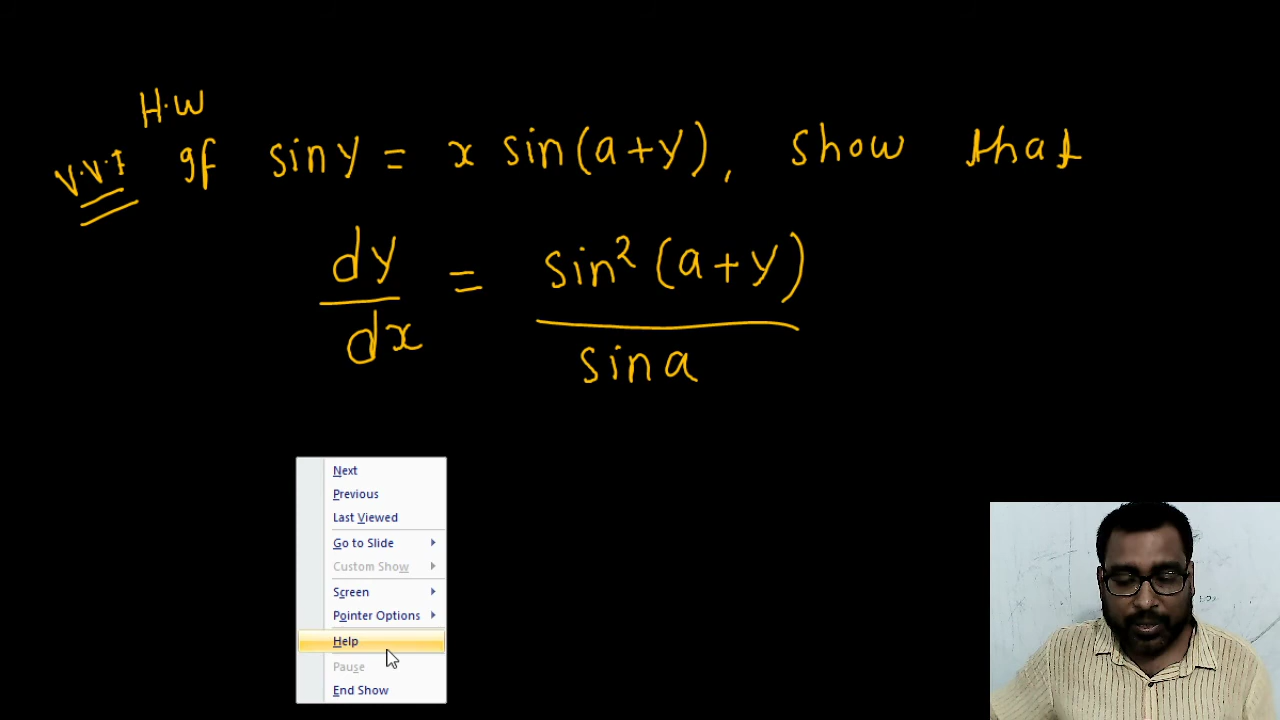 H.W
V.V.I If sin y = x sin(a+y), show that
dy/dx = sin²(a+y)/sin a
Next
Previous
Last Viewed
Go to Slide
Custom Show
Screen
Pointer Options
Help
Pause
End Show